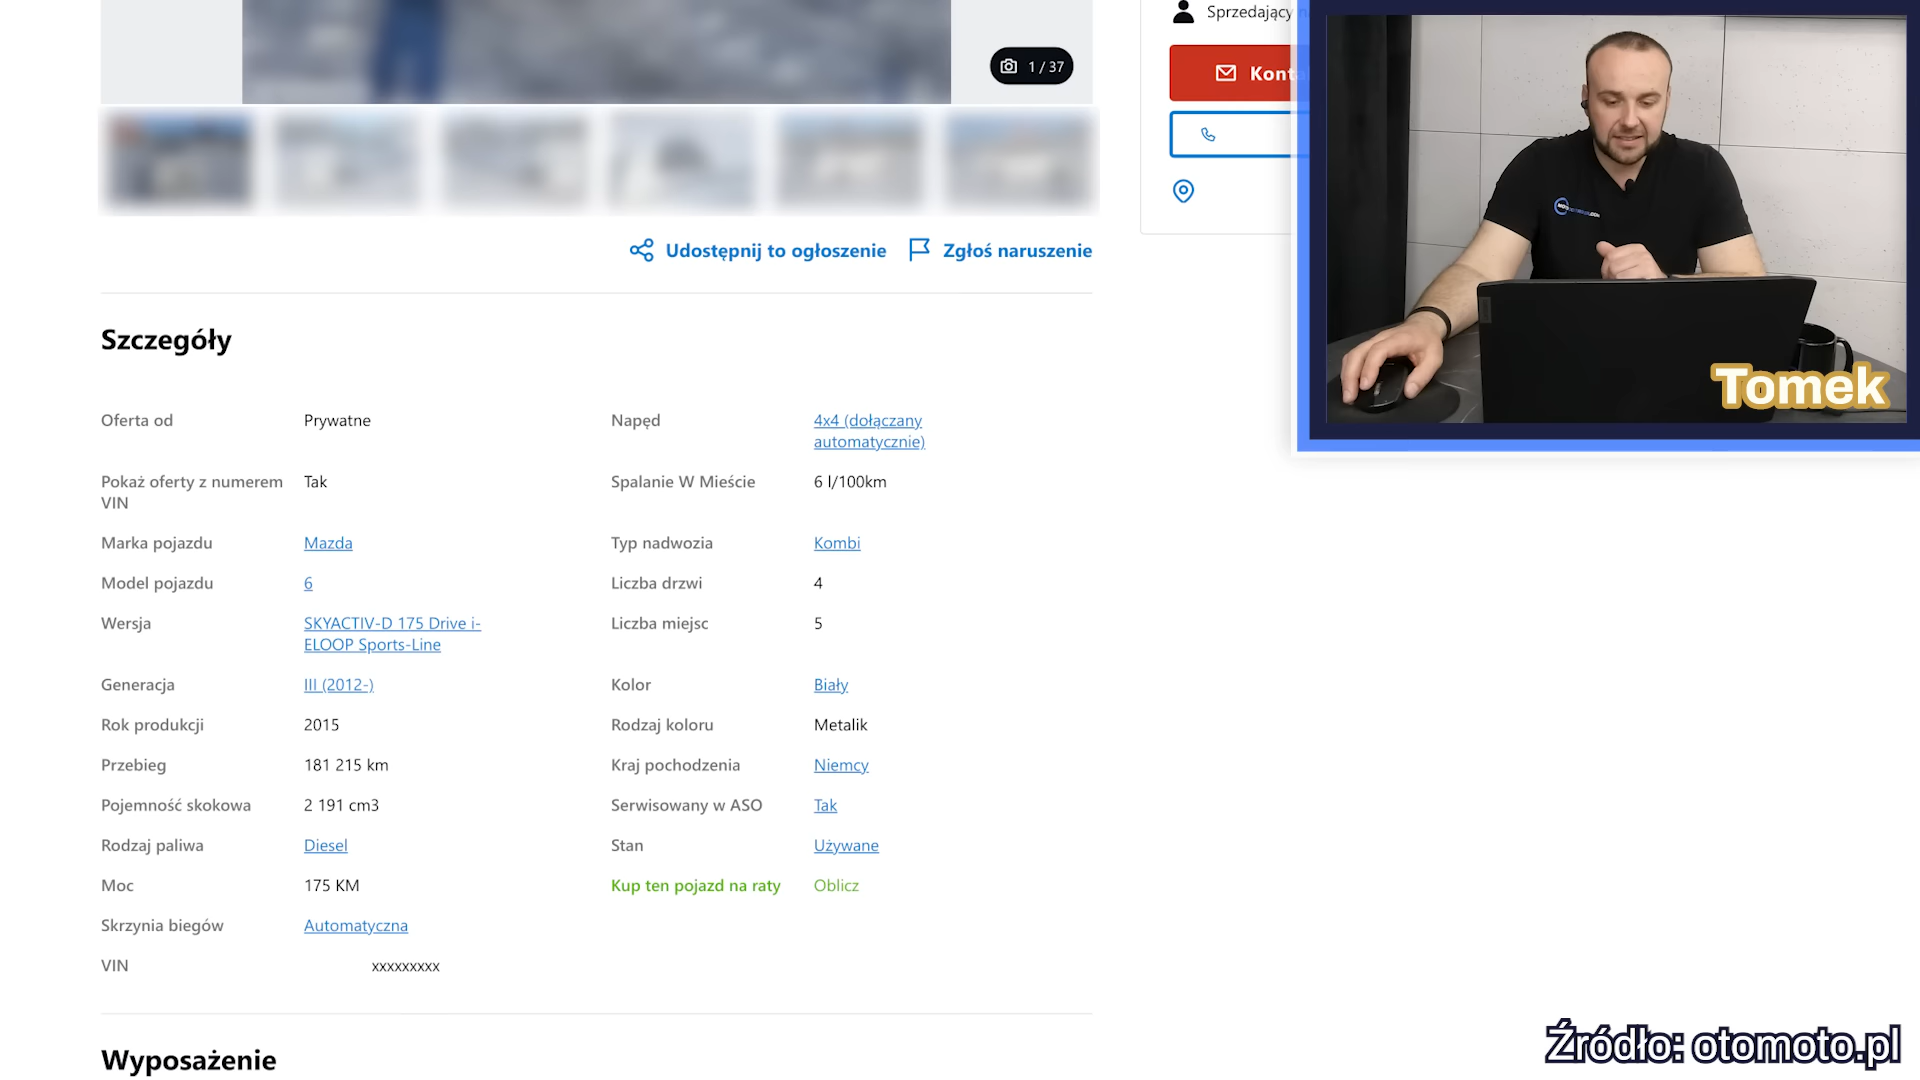 1 / 37
Sprzedający
Udostępnij to ogłoszenie
Zgłoś naruszenie
Tomek
Szczegóły
Oferta od Prywatne
Pokaż oferty z numerem
VIN
Tak
Marka pojazdu Mazda
Model pojazdu 6
Wersja SKYACTIV-D 175 Drive i-
ELOOP Sports-Line
Generacja III (2012-)
Rok produkcji 2015
Przebieg 181 215 km
Pojemność skokowa 2 191 cm3
Rodzaj paliwa Diesel
Moc 175 KM
Skrzynia biegów Automatyczna
VIN xxxxxxxxx
Napęd 4x4 (dołączany
automatycznie)
Spalanie W Mieście 6 l/100km
Typ nadwozia Kombi
Liczba drzwi 4
Liczba miejsc 5
Kolor Biały
Rodzaj koloru Metalik
Kraj pochodzenia Niemcy
Serwisowany w ASO Tak
Stan Używane
Kup ten pojazd na raty Oblicz
Wyposażenie
Źródło: otomoto.pl